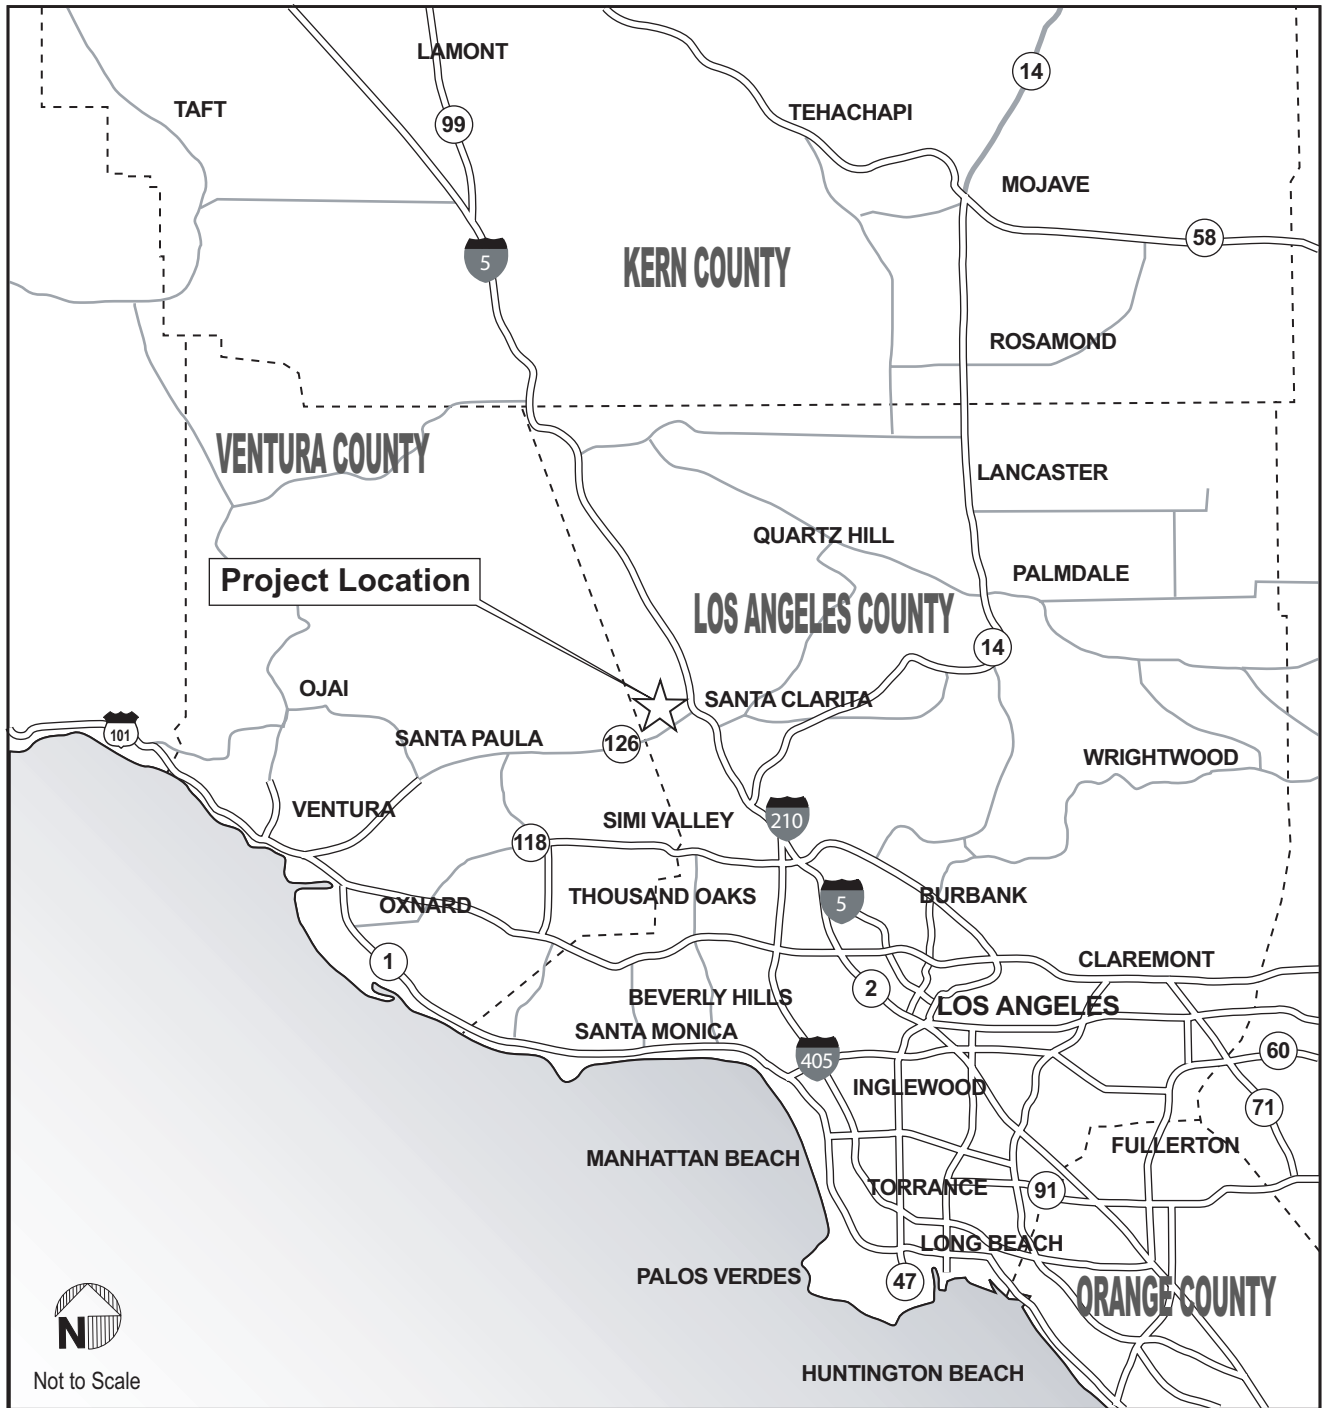 LAMONT
14
TAFT
TEHACHAPI
99
MOJAVE
58
5
KERN COUNTY
ROSAMOND
VENTURA COUNTY
LANCASTER
QUARTZ HILL
Project Location
PALMDALE
LOS ANGELES COUNTY
14
OJAI
SANTA CLARITA
101
SANTA PAULA
126
WRIGHTWOOD
VENTURA
SIMI VALLEY
210
118
THOUSAND OAKS
5
BURBANK
OXNARD
1
CLAREMONT
BEVERLY HILLS
2
LOS ANGELES
SANTA MONICA
405
60
INGLEWOOD
71
MANHATTAN BEACH
FULLERTON
TORRANCE
91
LONG BEACH
PALOS VERDES
47
ORANGE COUNTY
N
Not to Scale
HUNTINGTON BEACH